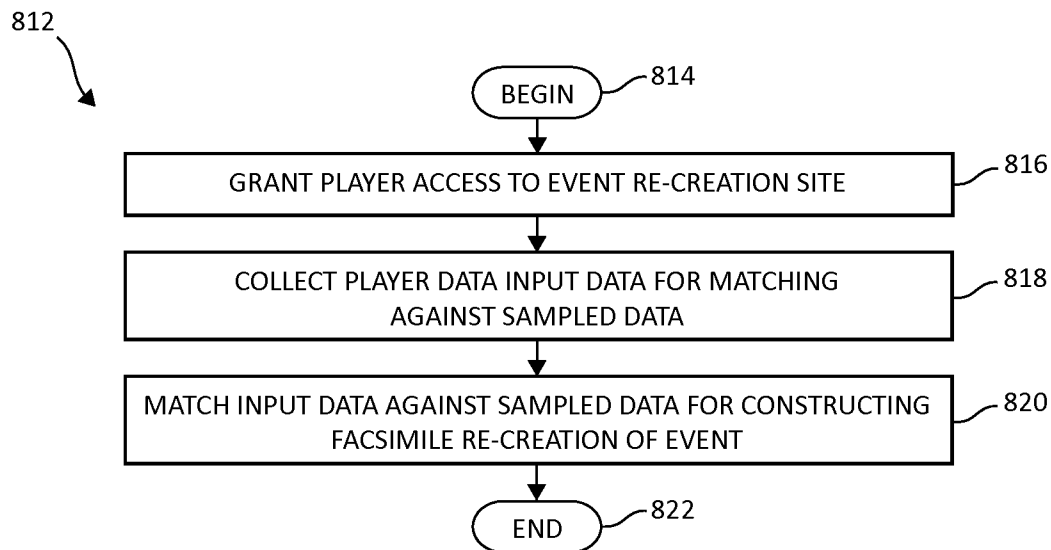 812
BEGIN
814
GRANT PLAYER ACCESS TO EVENT RE-CREATION SITE
816
COLLECT PLAYER DATA INPUT DATA FOR MATCHING
AGAINST SAMPLED DATA
818
MATCH INPUT DATA AGAINST SAMPLED DATA FOR CONSTRUCTING
FACSIMILE RE-CREATION OF EVENT
820
END
822